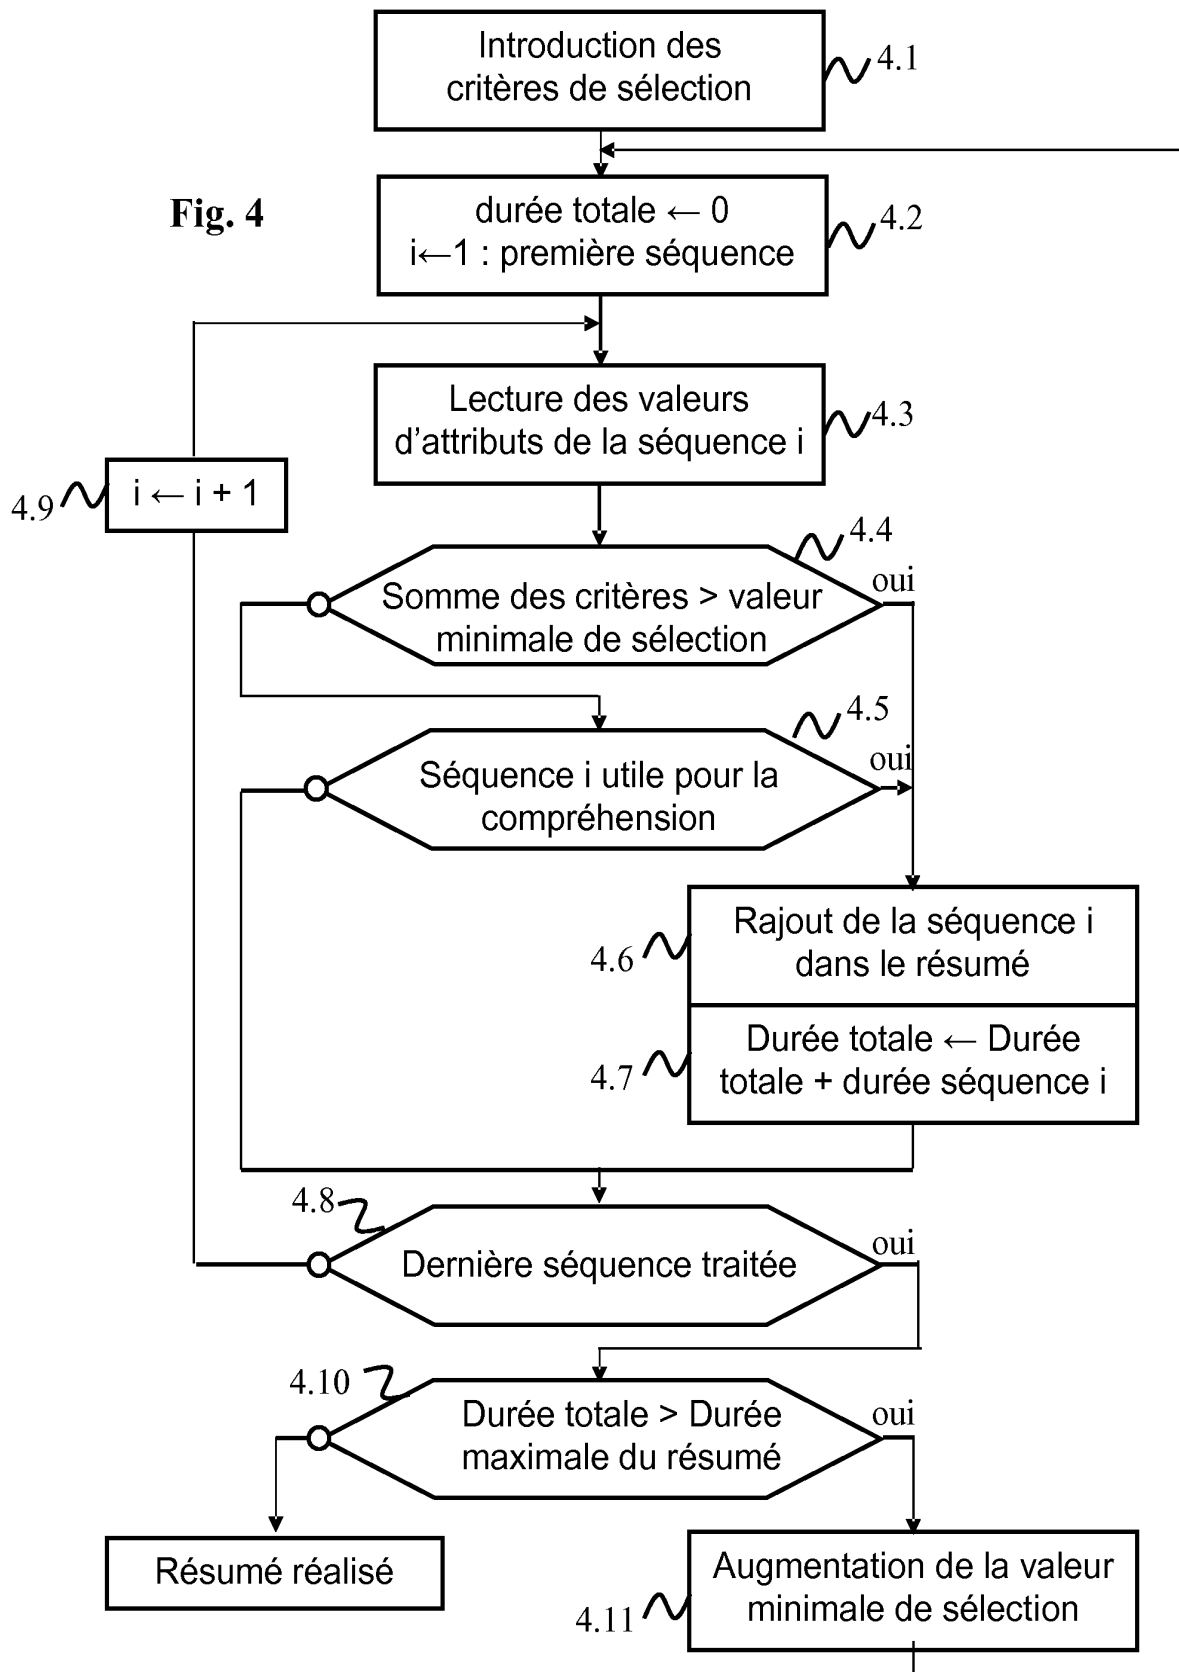 Introduction des
critères de sélection
4.1
Fig. 4
durée totale ← 0
i←1 : première séquence
4.2
Lecture des valeurs
d'attributs de la séquence i
4.3
4.9
i ← i + 1
4.4
oui
Somme des critères > valeur
minimale de sélection
4.5
oui
Séquence i utile pour la
compréhension
Rajout de la séquence i
dans le résumé
4.6
Durée totale ← Durée
totale + durée séquence i
4.7
4.8
oui
Dernière séquence traitée
4.10
oui
Durée totale > Durée
maximale du résumé
Résumé réalisé
Augmentation de la valeur
minimale de sélection
4.11